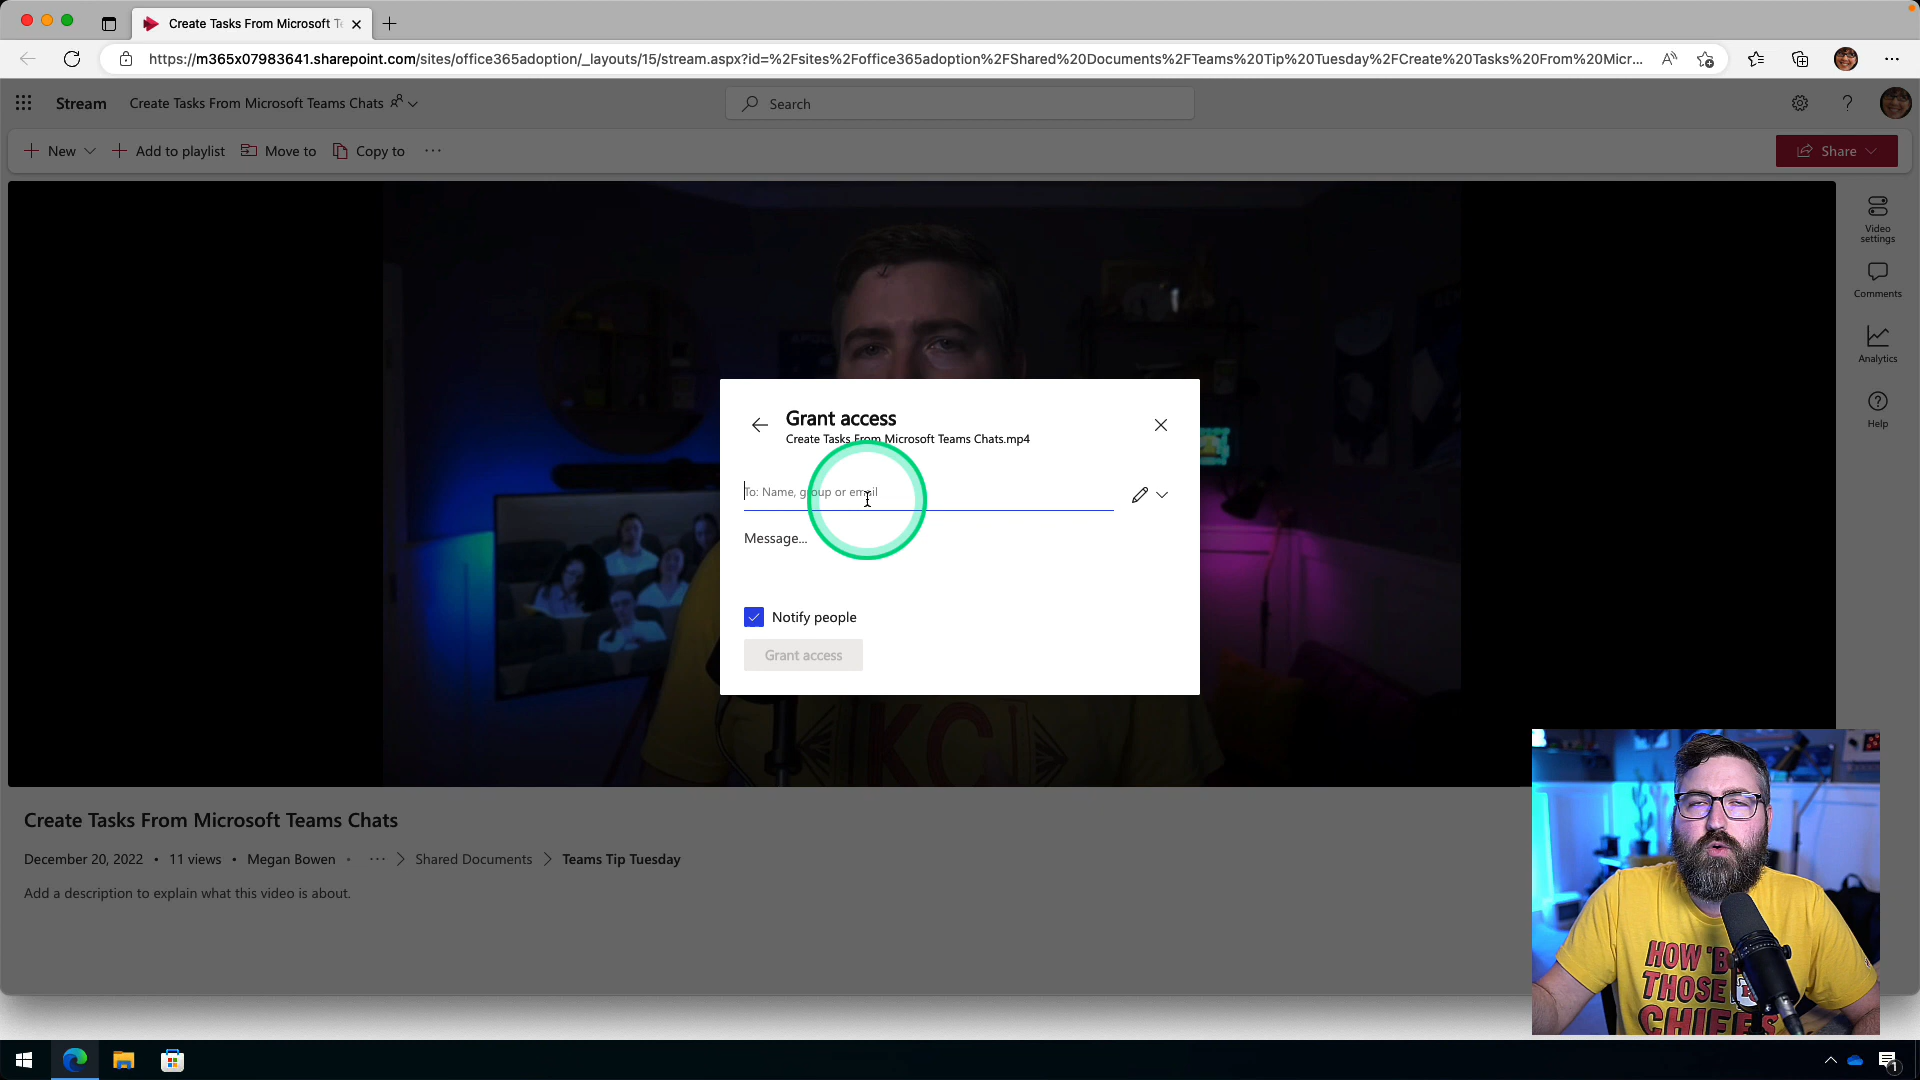 Create Tasks From Microsoft Te
https://m365x07983641.sharepoint.com/sites/office365adoption/_layouts/15/stream.aspx?id=%2Fsites%2Foffice365adoption%2FShared%20Documents%2FTeams%20Tip%20Tuesday%2FCreate%20Tasks%20From%20Micr...
Stream
Create Tasks From Microsoft Teams Chats
Search
New
Add to playlist
Move to
Copy to
Share
Video
settings
Comments
Analytics
Help
Grant access
Create Tasks From Microsoft Teams Chats.mp4
To: Name, group or email
Message...
Notify people
Grant access
KC
Create Tasks From Microsoft Teams Chats
December 20, 2022 • 11 views • Megan Bowen • ... > Shared Documents > Teams Tip Tuesday
Add a description to explain what this video is about.
HOW 'B
THOSE
CHIEFS
1